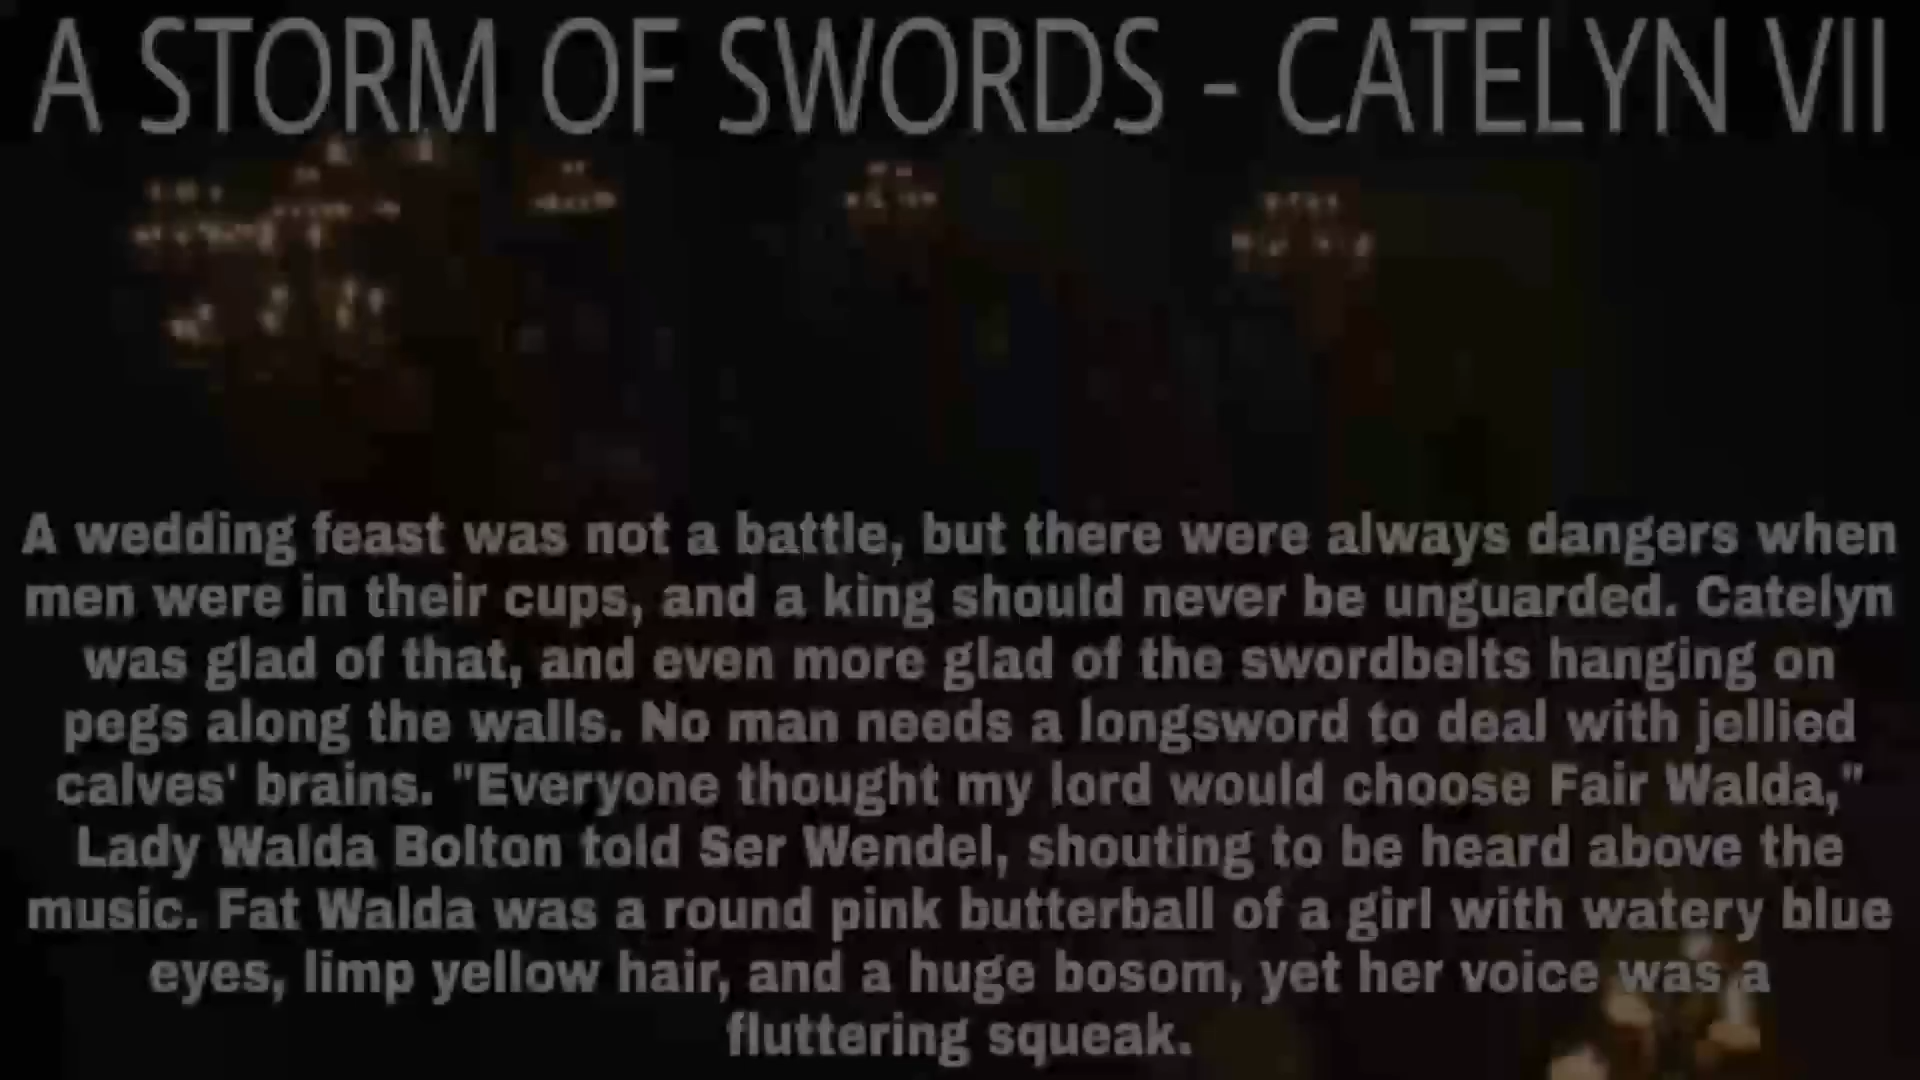 A STORM OF SWORDS - CATELYN VII
A wedding feast was not a battle, but there were always dangers when
men were in their cups, and a king should never be unguarded. Catelyn
was glad of that, and even more glad of the swordbelts hanging on
pegs along the walls. No man needs a longsword to deal with jellied
calves' brains. "Everyone thought my lord would choose Fair Walda,"
Lady Walda Bolton told Ser Wendel, shouting to be heard above the
music. Fat Walda was a round pink butterball of a girl with watery blue
eyes, limp yellow hair, and a huge bosom, yet her voice was a
fluttering squeak.